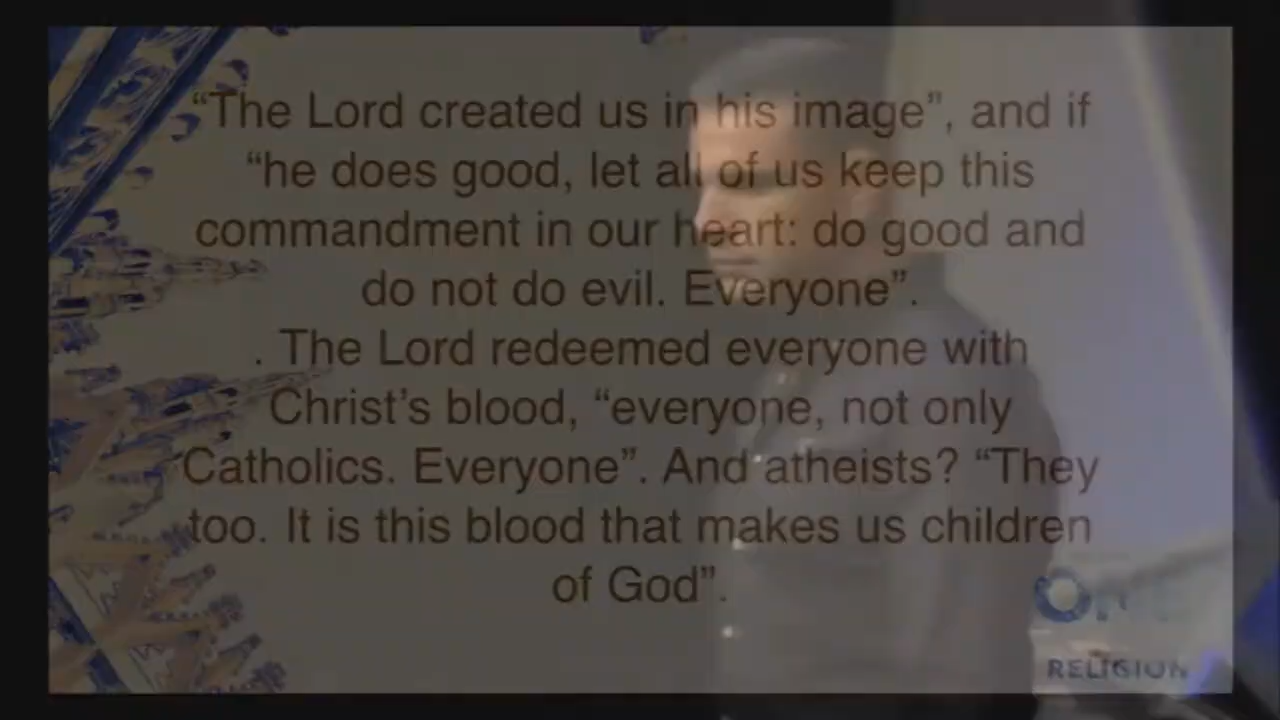 “The Lord created us in his image”, and if
“he does good, let all of us keep this
commandment in our heart: do good and
do not do evil. Everyone”.
. The Lord redeemed everyone with
Christ’s blood, “everyone, not only
Catholics. Everyone”. And atheists? “They
too. It is this blood that makes us children
of God”.
RELIGION